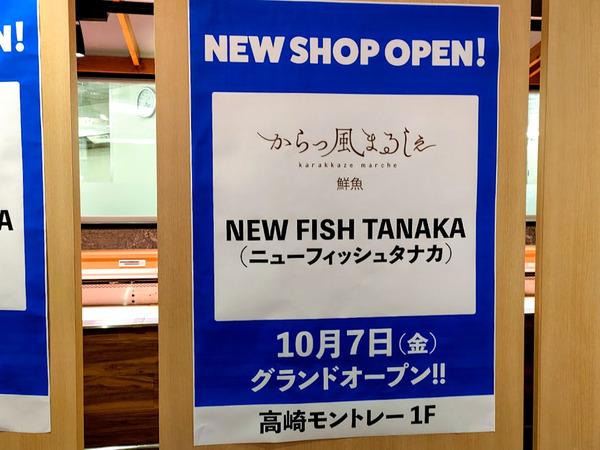 NEW SHOP OPEN!
からっ風まるしぇ
karakkaze marche
鮮魚
NEW FISH TANAKA
(ニューフィッシュタナカ)
10月7日(金)
グランドオープン!!
高崎モントレー 1F
N!
A